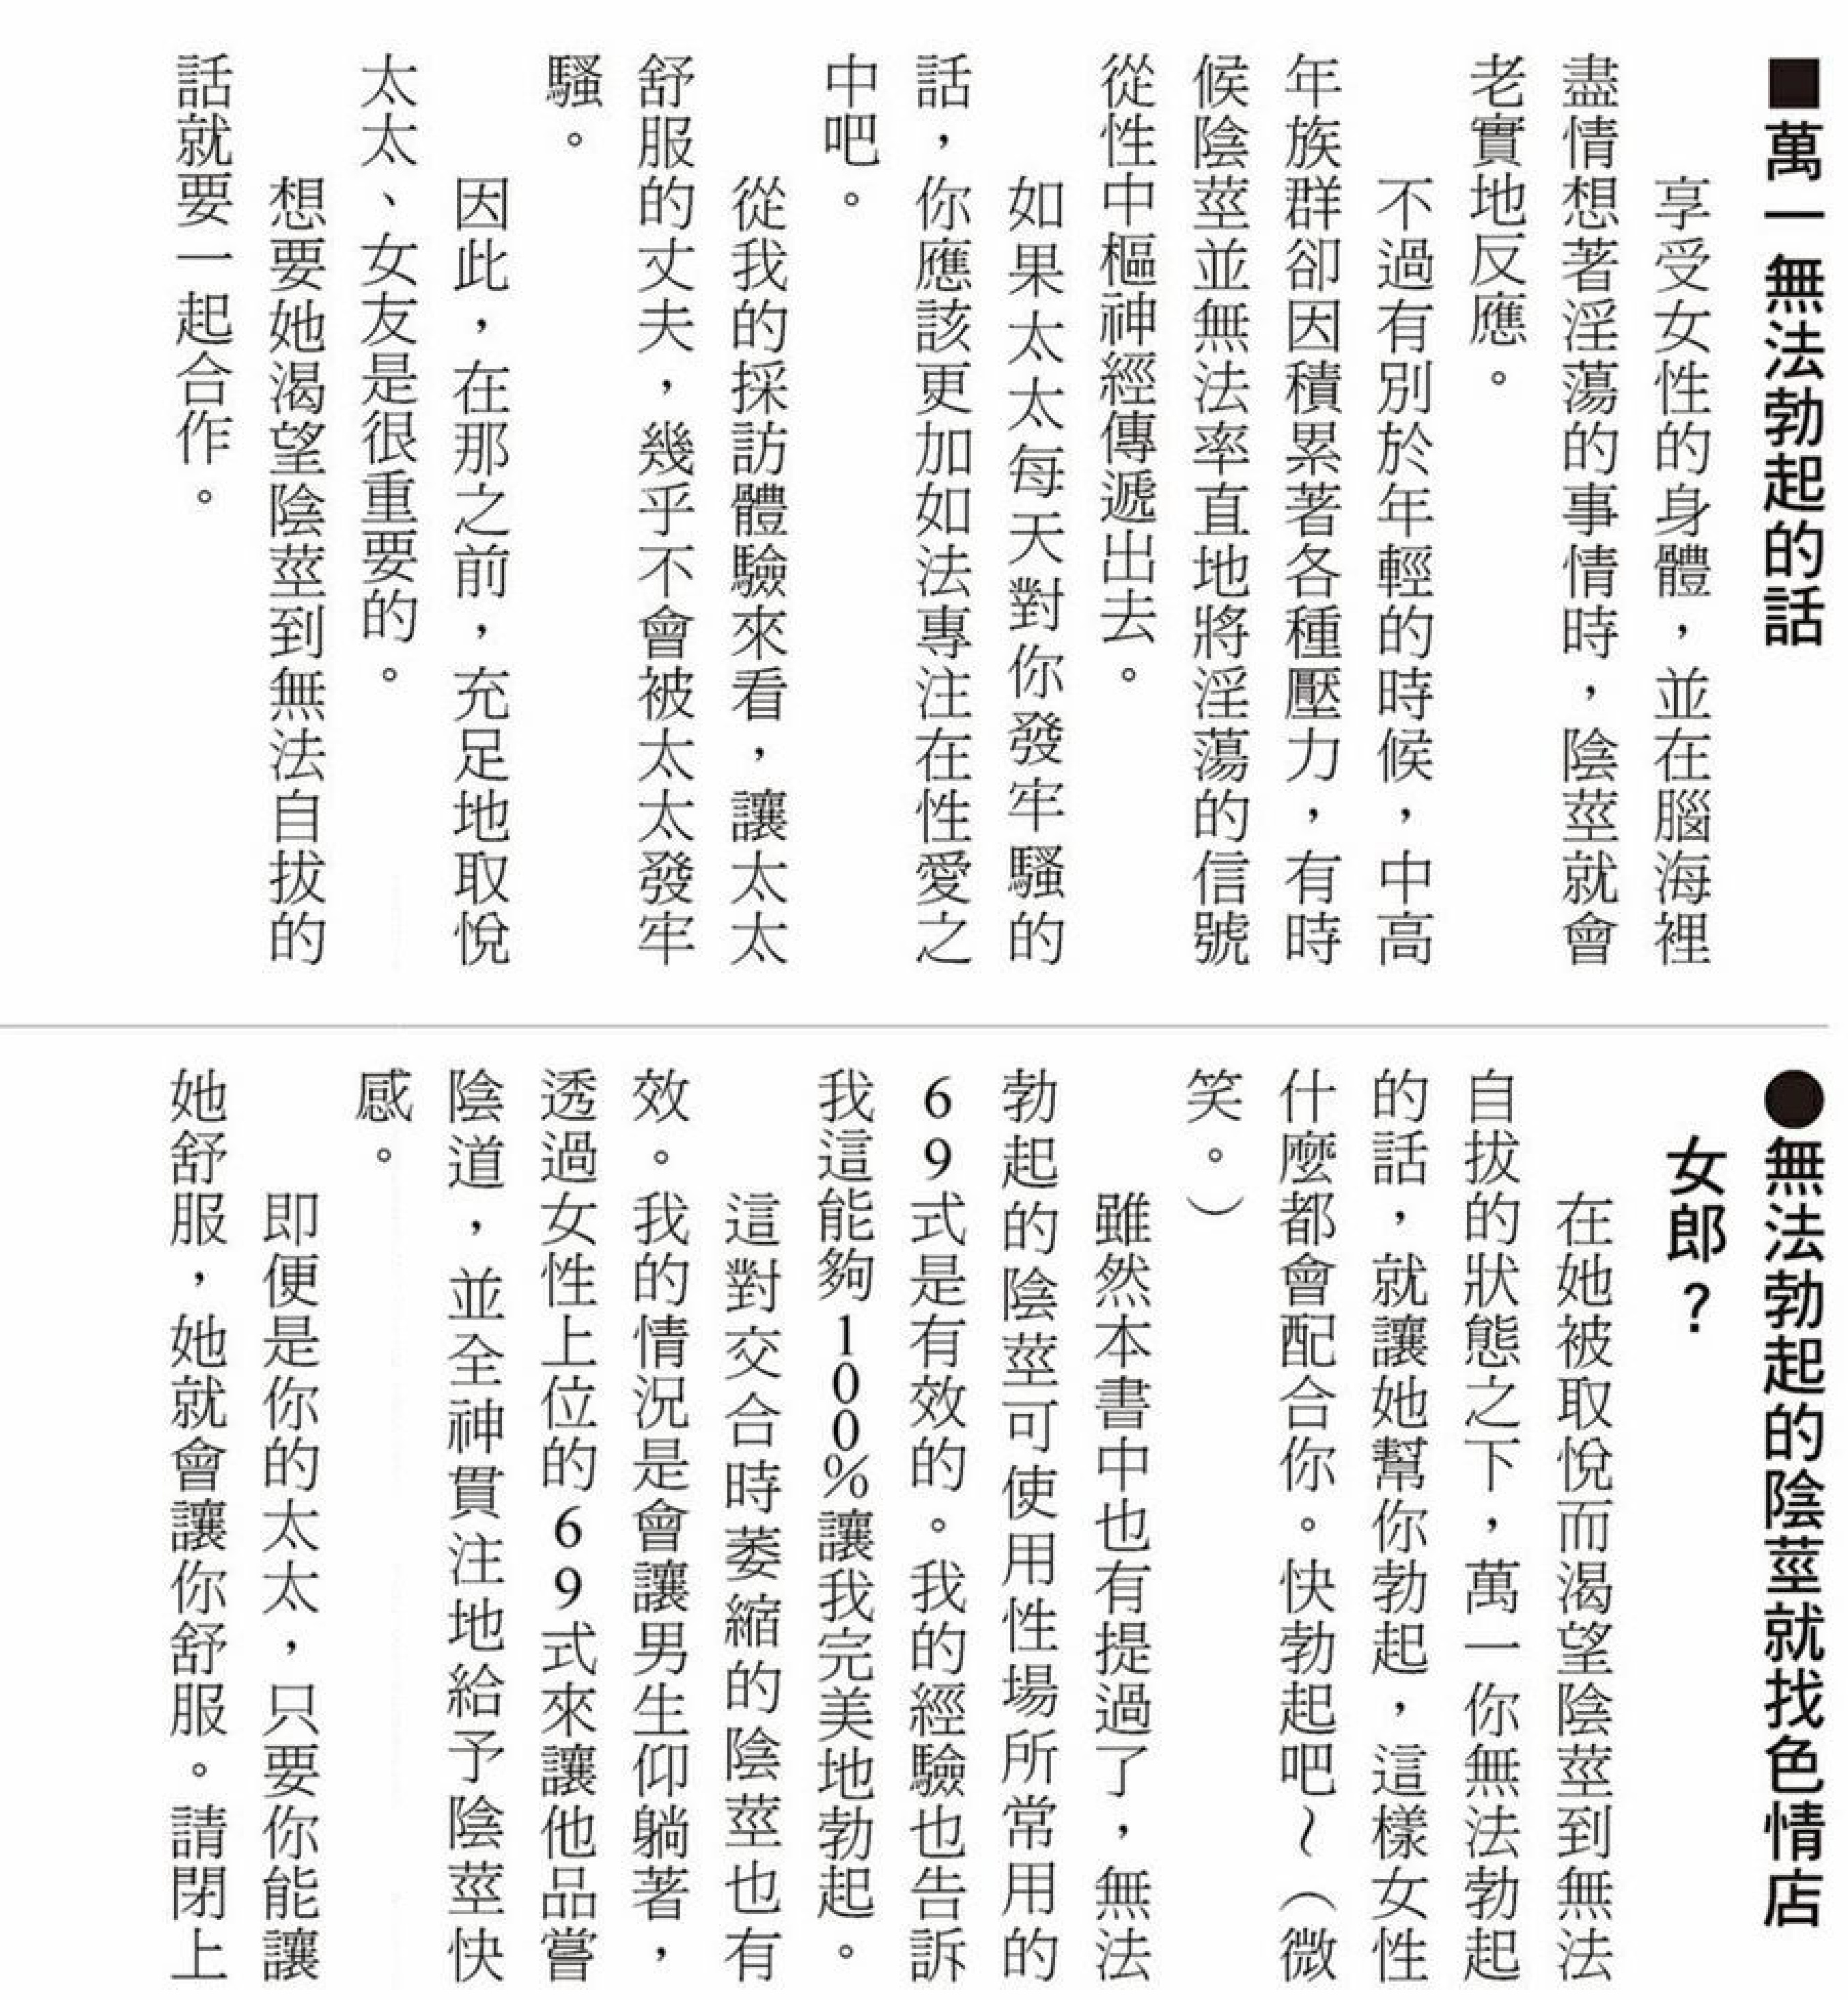 ■萬一無法勃起的話
享受女性的身體，並在腦海裡
盡情想著淫蕩的事情時，陰莖就會
老實地反應。
不過有別於年輕的時候，中高
年族群卻因積累著各種壓力，有時
候陰莖並無法率直地將淫蕩的信號
從性中樞神經傳遞出去。
如果太太每天對你發牢騷的
話，你應該更加如法專注在性愛之
中吧。
從我的採訪體驗來看，讓太太
舒服的丈夫，幾乎不會被太太發牢
騷。
因此，在那之前，充足地取悅
太太、女友是很重要的。
想要她渴望陰莖到無法自拔的
話就要一起合作。
●無法勃起的陰莖就找色情店
女郎？
在她被取悅而渴望陰莖到無法
自拔的狀態之下，萬一你無法勃起
的話，就讓她幫你勃起，這樣女性
什麼都會配合你。快勃起吧～（微
笑。）
雖然本書中也有提過了，無法
勃起的陰莖可使用性場所常用的
69式是有效的。我的經驗也告訴
我這能夠100%讓我完美地勃起。
這對交合時萎縮的陰莖也有
效。我的情況是會讓男生仰躺著，
透過女性上位的69式來讓他品嘗
陰道，並全神貫注地給予陰莖快
感。
即便是你的太太，只要你能讓
她舒服，她就會讓你舒服。請閉上